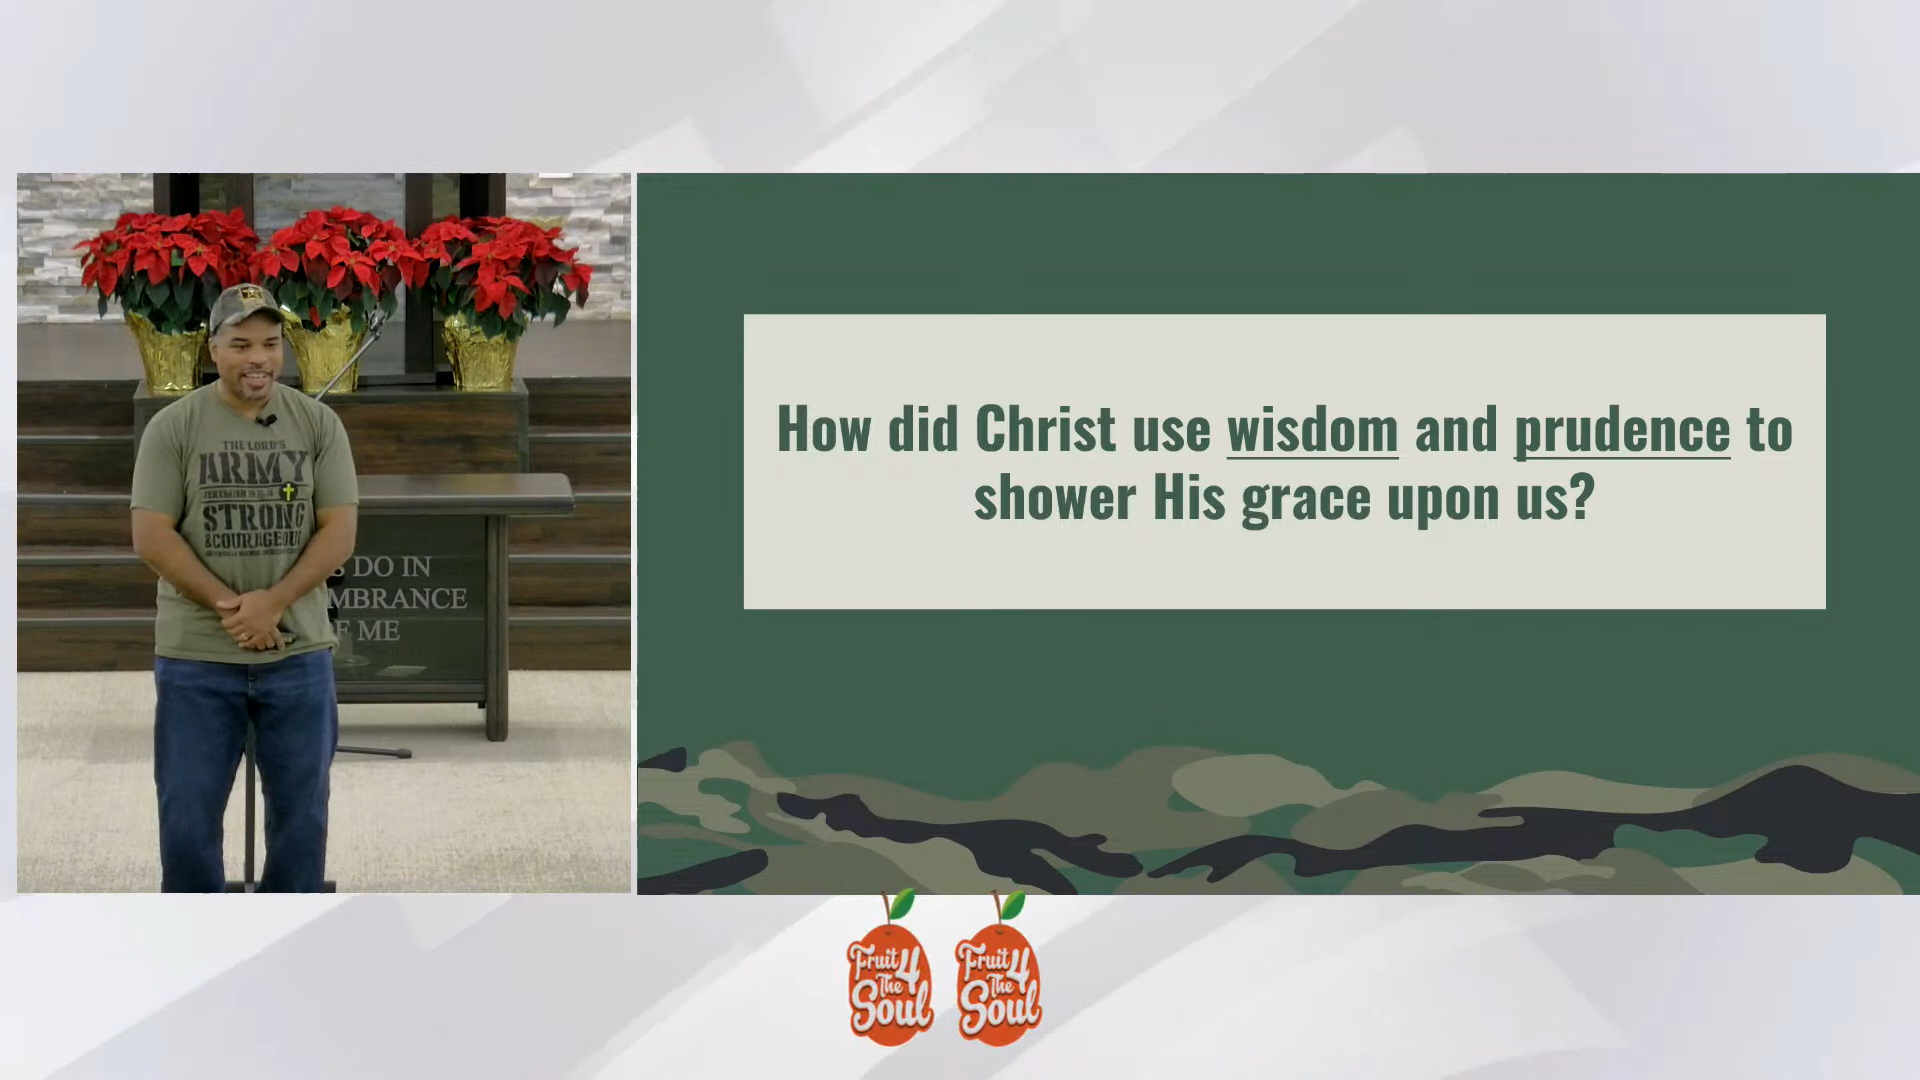 THE LORD'S
ARMY
STRONG
&COURAGEOUS
S DO IN
MBRANCE
F ME
How did Christ use wisdom and prudence to
shower His grace upon us?
Fruit 4
The
Soul
Fruit 4
The
Soul